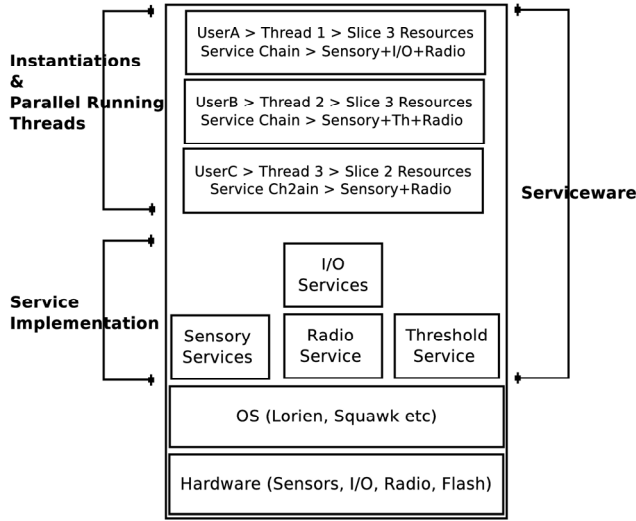 Instantiations
&
Parallel Running
Threads
UserA > Thread 1 > Slice 3 Resources
Service Chain > Sensory+I/O+Radio
UserB > Thread 2 > Slice 3 Resources
Service Chain > Sensory+Th+Radio
UserC > Thread 3 > Slice 2 Resources
Service Ch2ain > Sensory+Radio
Serviceware
Service
Implementation
I/O
Services
Sensory
Services
Radio
Service
Threshold
Service
OS (Lorien, Squawk etc)
Hardware (Sensors, I/O, Radio, Flash)